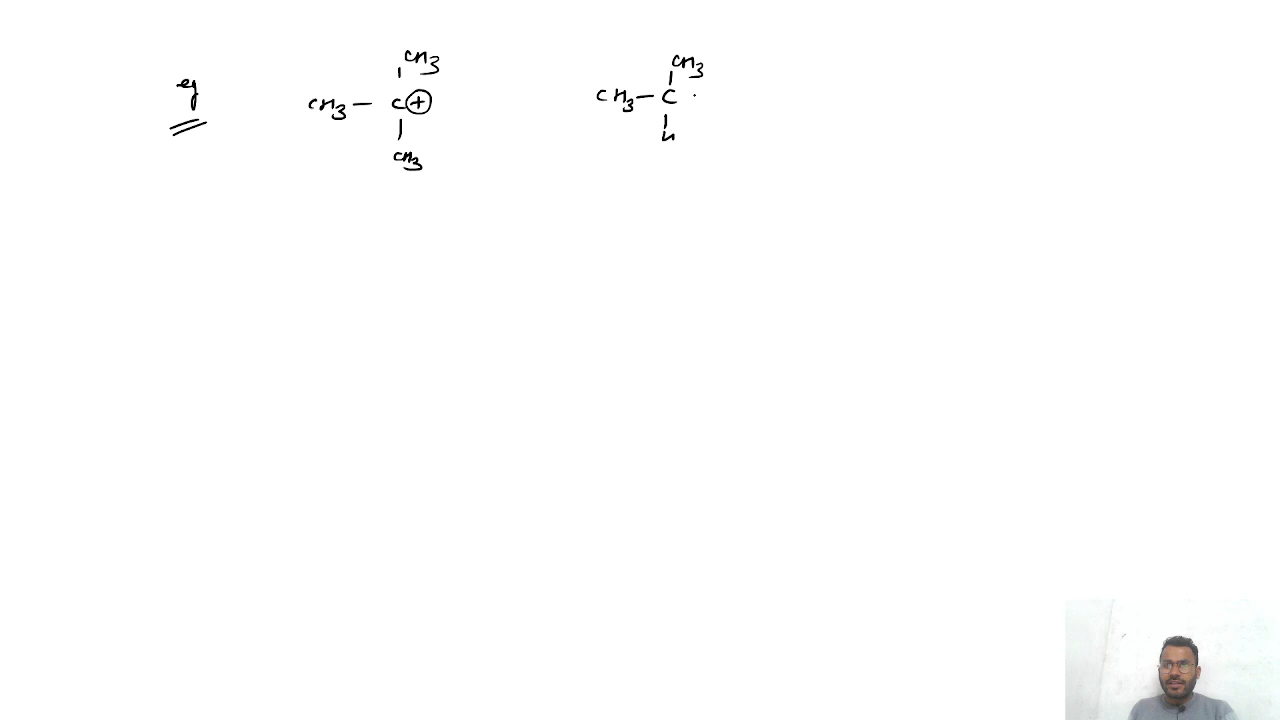 eg
CH3
CH3 — C ⊕
|
CH3
CH3
|
CH3 — C
|
H